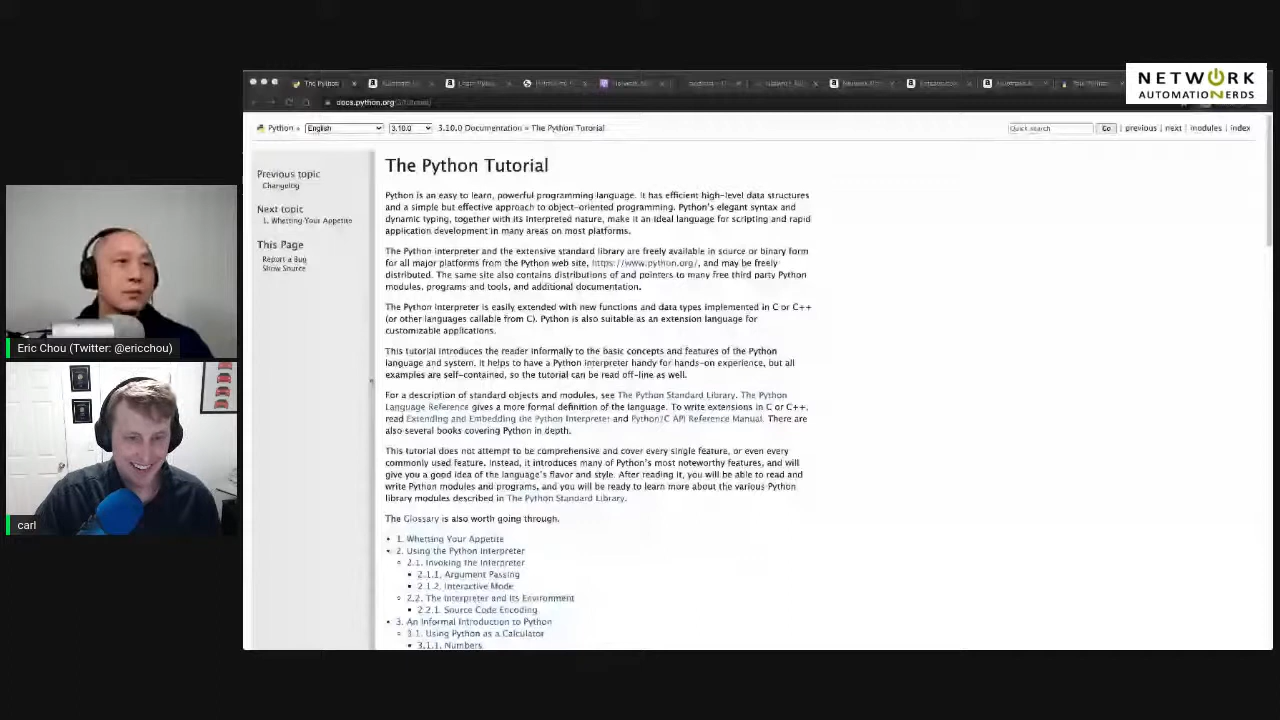 NETWORK
AUTOMATIONERDS
The Python
docs.python.org/3/tutorial/
Python »
English
3.10.0
3.10.0 Documentation » The Python Tutorial
Quick search
Go
| previous | next | modules | index
Previous topic
Changelog
Next topic
1. Whetting Your Appetite
This Page
Report a Bug
Show Source
The Python Tutorial
Python is an easy to learn, powerful programming language. It has efficient high-level data structures
and a simple but effective approach to object-oriented programming. Python's elegant syntax and
dynamic typing, together with its interpreted nature, make it an ideal language for scripting and rapid
application development in many areas on most platforms.
The Python interpreter and the extensive standard library are freely available in source or binary form
for all major platforms from the Python web site, https://www.python.org/, and may be freely
distributed. The same site also contains distributions of and pointers to many free third party Python
modules, programs and tools, and additional documentation.
The Python interpreter is easily extended with new functions and data types implemented in C or C++
(or other languages callable from C). Python is also suitable as an extension language for
customizable applications.
This tutorial introduces the reader informally to the basic concepts and features of the Python
language and system. It helps to have a Python interpreter handy for hands-on experience, but all
examples are self-contained, so the tutorial can be read off-line as well.
For a description of standard objects and modules, see The Python Standard Library. The Python
Language Reference gives a more formal definition of the language. To write extensions in C or C++,
read Extending and Embedding the Python Interpreter and Python/C API Reference Manual. There are
also several books covering Python in depth.
This tutorial does not attempt to be comprehensive and cover every single feature, or even every
commonly used feature. Instead, it introduces many of Python's most noteworthy features, and will
give you a good idea of the language's flavor and style. After reading it, you will be able to read and
write Python modules and programs, and you will be ready to learn more about the various Python
library modules described in The Python Standard Library.
The Glossary is also worth going through.
1. Whetting Your Appetite
2. Using the Python Interpreter
2.1. Invoking the Interpreter
2.1.1. Argument Passing
2.1.2. Interactive Mode
2.2. The Interpreter and Its Environment
2.2.1. Source Code Encoding
3. An Informal Introduction to Python
3.1. Using Python as a Calculator
3.1.1. Numbers
Eric Chou (Twitter: @ericchou)
carl